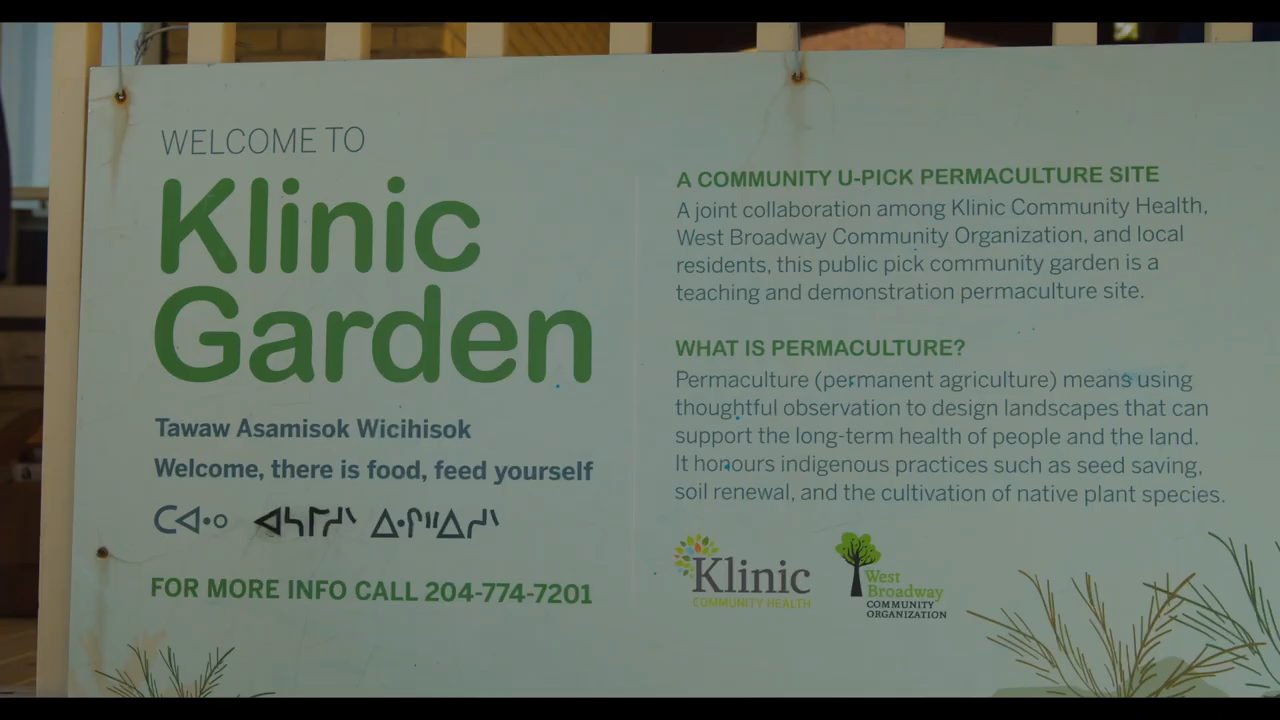 WELCOME TO
Klinic
Garden
Tawaw Asamisok Wicihisok
Welcome, there is food, feed yourself
ᑕᐊᐧᐤ ᐊᓴᒥᓱᐠ ᐃᐧᒋᐦᐃᓱᐠ
FOR MORE INFO CALL 204-774-7201
A COMMUNITY U-PICK PERMACULTURE SITE
A joint collaboration among Klinic Community Health,
West Broadway Community Organization, and local
residents, this public pick community garden is a
teaching and demonstration permaculture site.
WHAT IS PERMACULTURE?
Permaculture (permanent agriculture) means using
thoughtful observation to design landscapes that can
support the long-term health of people and the land.
It honours indigenous practices such as seed saving,
soil renewal, and the cultivation of native plant species.
Klinic
COMMUNITY HEALTH
West
Broadway
COMMUNITY
ORGANIZATION